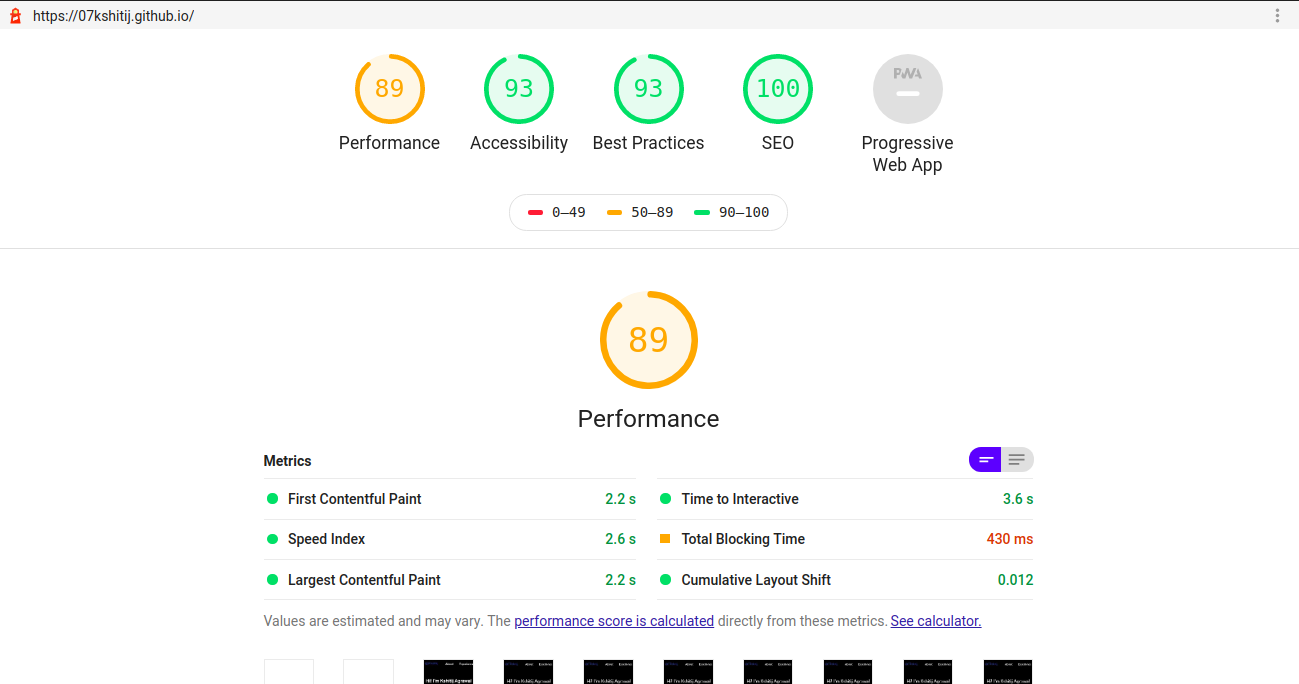 https://07kshitij.github.io/
89
93
93
100
PWA
Performance
Accessibility
Best Practices
SEO
Progressive
Web App
0–49
50–89
90–100
89
Performance
Metrics
First Contentful Paint 2.2 s
Time to Interactive 3.6 s
Speed Index 2.6 s
Total Blocking Time 430 ms
Largest Contentful Paint 2.2 s
Cumulative Layout Shift 0.012
Values are estimated and may vary. The performance score is calculated directly from these metrics. See calculator.